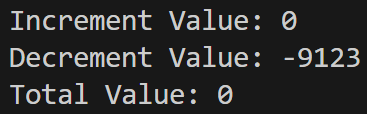 Increment Value: 0
Decrement Value: -9123
Total Value: 0